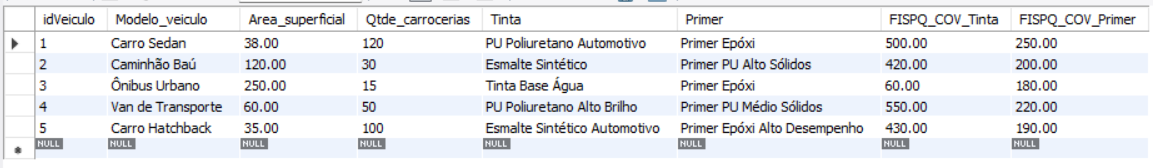 idVeiculo Modelo_veiculo Area_superficial Qtde_carrocerias Tinta Primer FISPQ_COV_Tinta FISPQ_COV_Primer
1 Carro Sedan 38.00 120 PU Poliuretano Automotivo Primer Epóxi 500.00 250.00
2 Caminhão Baú 120.00 30 Esmalte Sintético Primer PU Alto Sólidos 420.00 200.00
3 Ônibus Urbano 250.00 15 Tinta Base Água Primer PU Alto Sólidos 60.00 180.00
4 Van de Transporte 60.00 50 PU Poliuretano Alto Brilho Primer PU Médio Sólidos 550.00 220.00
5 Carro Hatchback 35.00 100 Esmalte Sintético Automotivo Primer Epóxi Alto Desempenho 430.00 190.00
NULL NULL NULL NULL NULL NULL NULL NULL